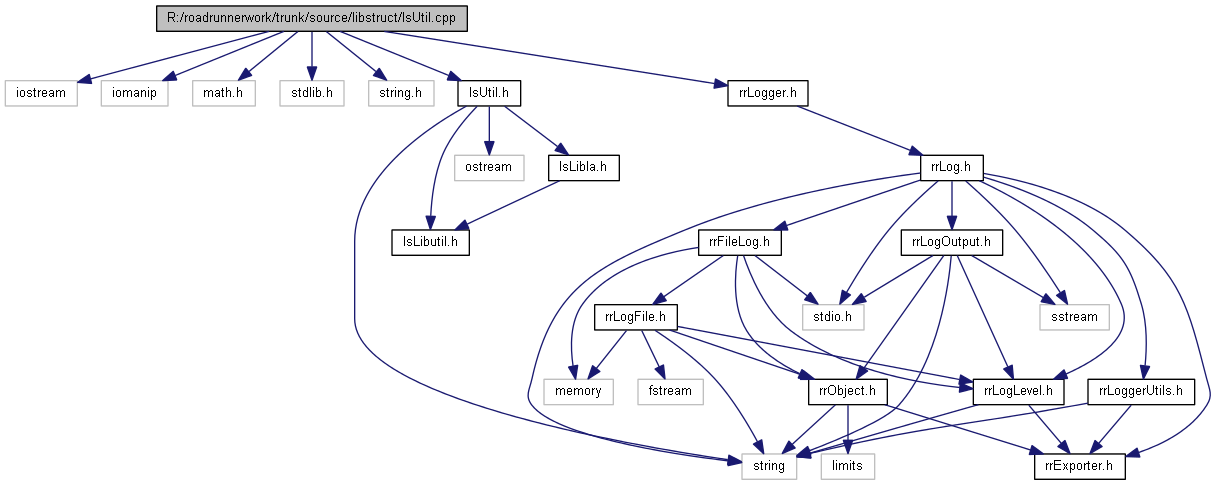 R:/roadrunnerwork/trunk/source/libstruct/lsUtil.cpp
iostream
iomanip
math.h
stdlib.h
string.h
lsUtil.h
rrLogger.h
ostream
lsLibla.h
rrLog.h
lsLibutil.h
rrFileLog.h
rrLogOutput.h
rrLogFile.h
stdio.h
sstream
memory
fstream
rrObject.h
rrLogLevel.h
rrLoggerUtils.h
string
limits
rrExporter.h